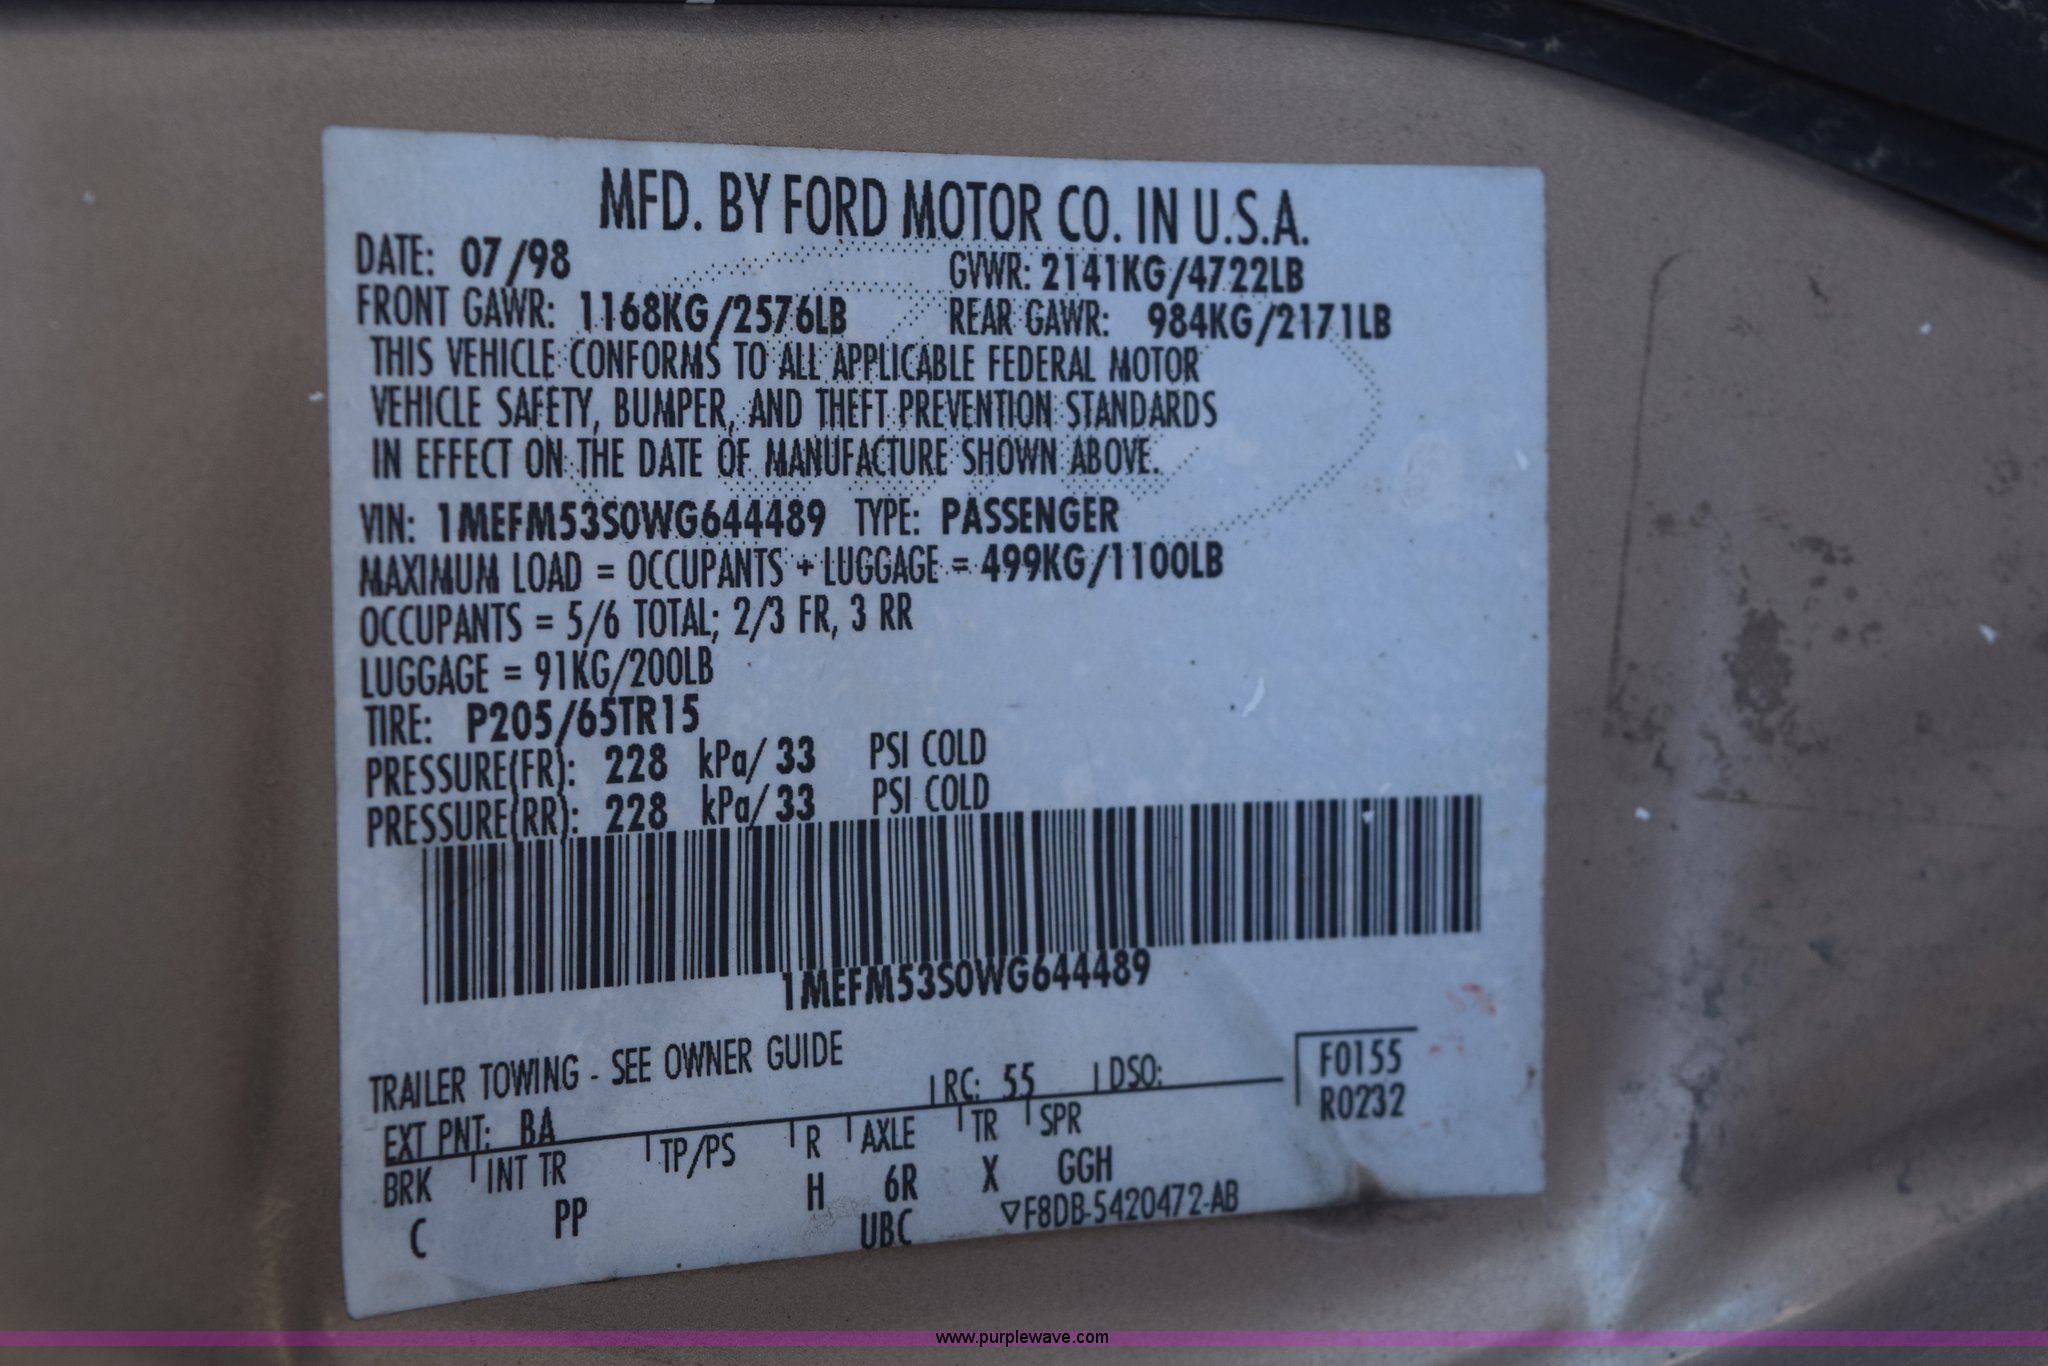 MFD. BY FORD MOTOR CO. IN U.S.A.
DATE: 07/98 GVWR: 2141KG/4722LB
FRONT GAWR: 1168KG/2576LB REAR GAWR: 984KG/2171LB
THIS VEHICLE CONFORMS TO ALL APPLICABLE FEDERAL MOTOR
VEHICLE SAFETY, BUMPER, AND THEFT PREVENTION STANDARDS
IN EFFECT ON THE DATE OF MANUFACTURE SHOWN ABOVE.
VIN: 1MEFM53S0WG644489 TYPE: PASSENGER
MAXIMUM LOAD = OCCUPANTS + LUGGAGE = 499KG/1100LB
OCCUPANTS = 5/6 TOTAL; 2/3 FR, 3 RR
LUGGAGE = 91KG/200LB
TIRE: P205/65TR15
PRESSURE(FR): 228 kPa/ 33 PSI COLD
PRESSURE(RR): 228 kPa/ 33 PSI COLD
1MEFM53S0WG644489
TRAILER TOWING - SEE OWNER GUIDE
EXT PNT: BA RC: 55 DSO: F0155
R0232
BRK INT TR TP/PS R AXLE TR SPR
C PP H 6R X GGH
UBC ▽F8DB-5420472-AB
www.purplewave.com